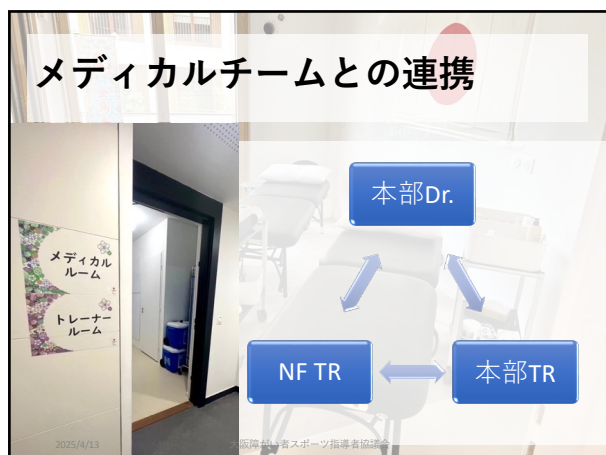 メディカルチームとの連携
メディカル
ルーム
トレーナー
ルーム
本部Dr.
NF TR
本部TR
2025/4/13
大阪障がい者スポーツ指導者協議会